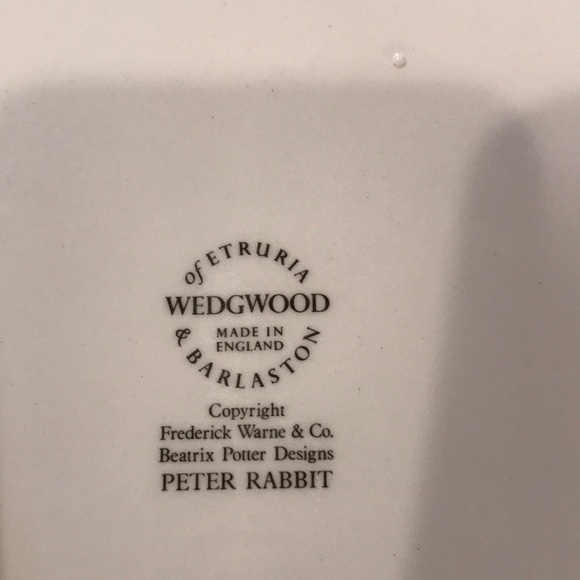 of ETRURIA
WEDGWOOD
MADE IN
ENGLAND
& BARLASTON
Copyright
Frederick Warne & Co.
Beatrix Potter Designs
PETER RABBIT